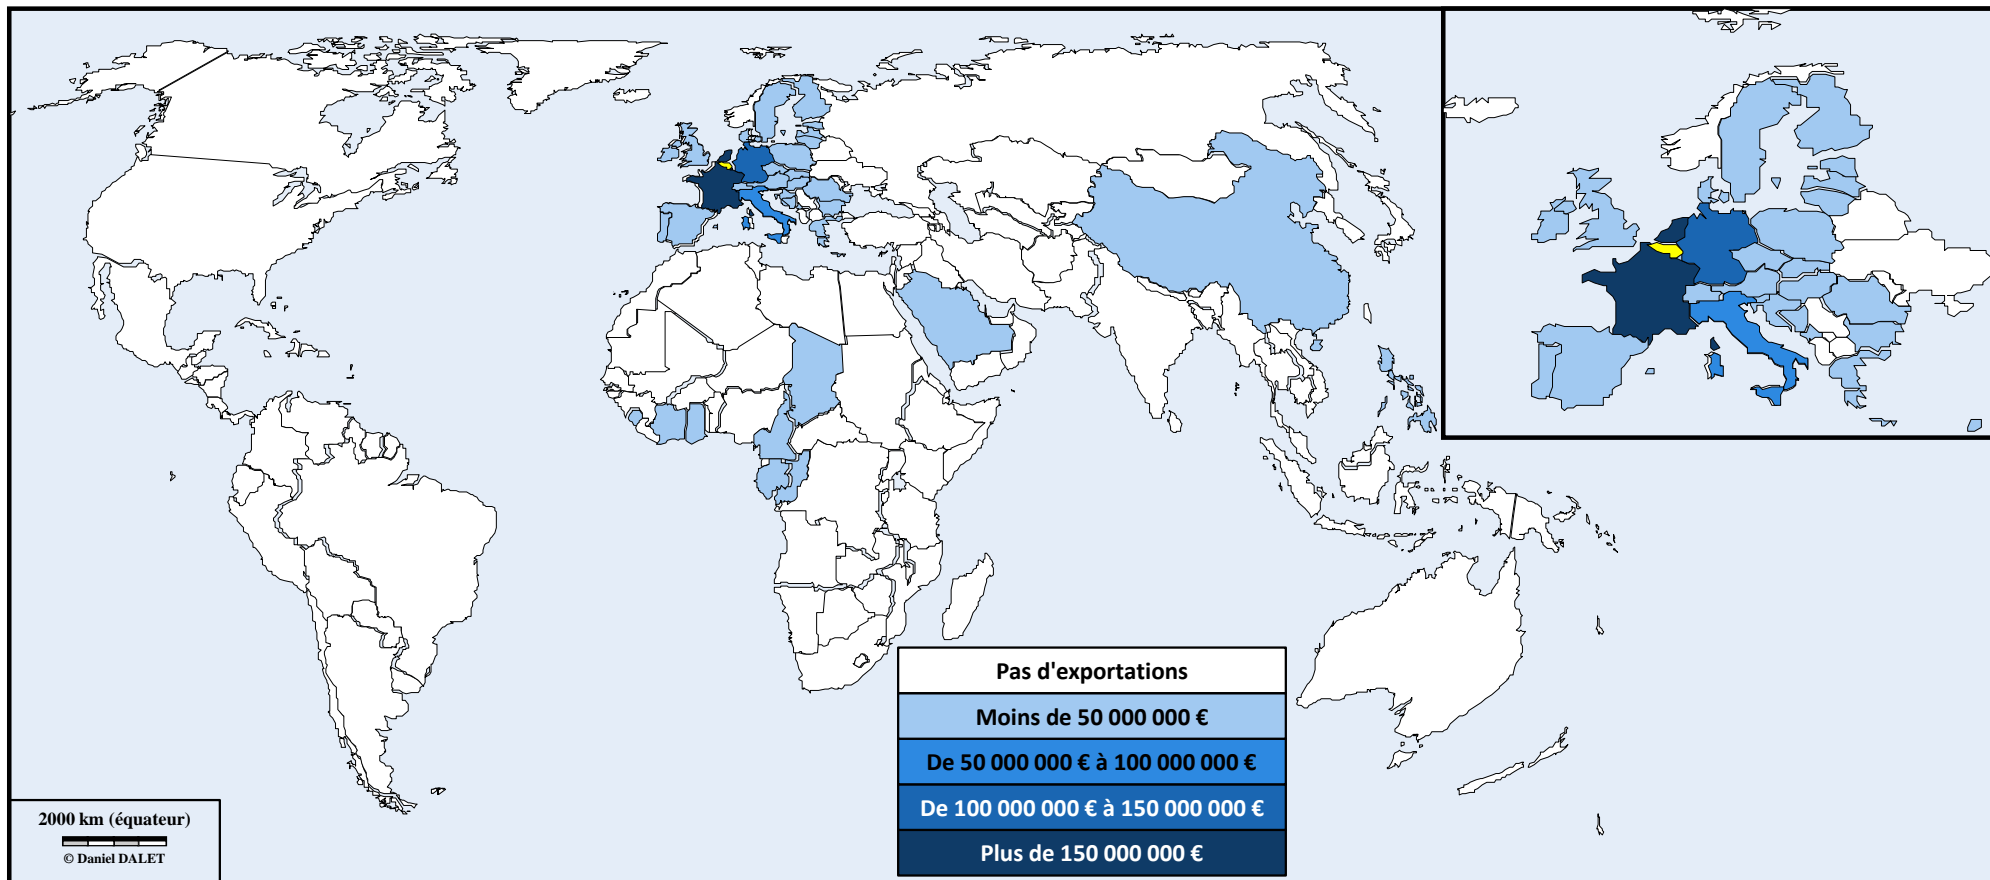 Pas d'exportations
Moins de 50 000 000 €
De 50 000 000 € à 100 000 000 €
De 100 000 000 € à 150 000 000 €
Plus de 150 000 000 €
2000 km (équateur)
© Daniel DALET